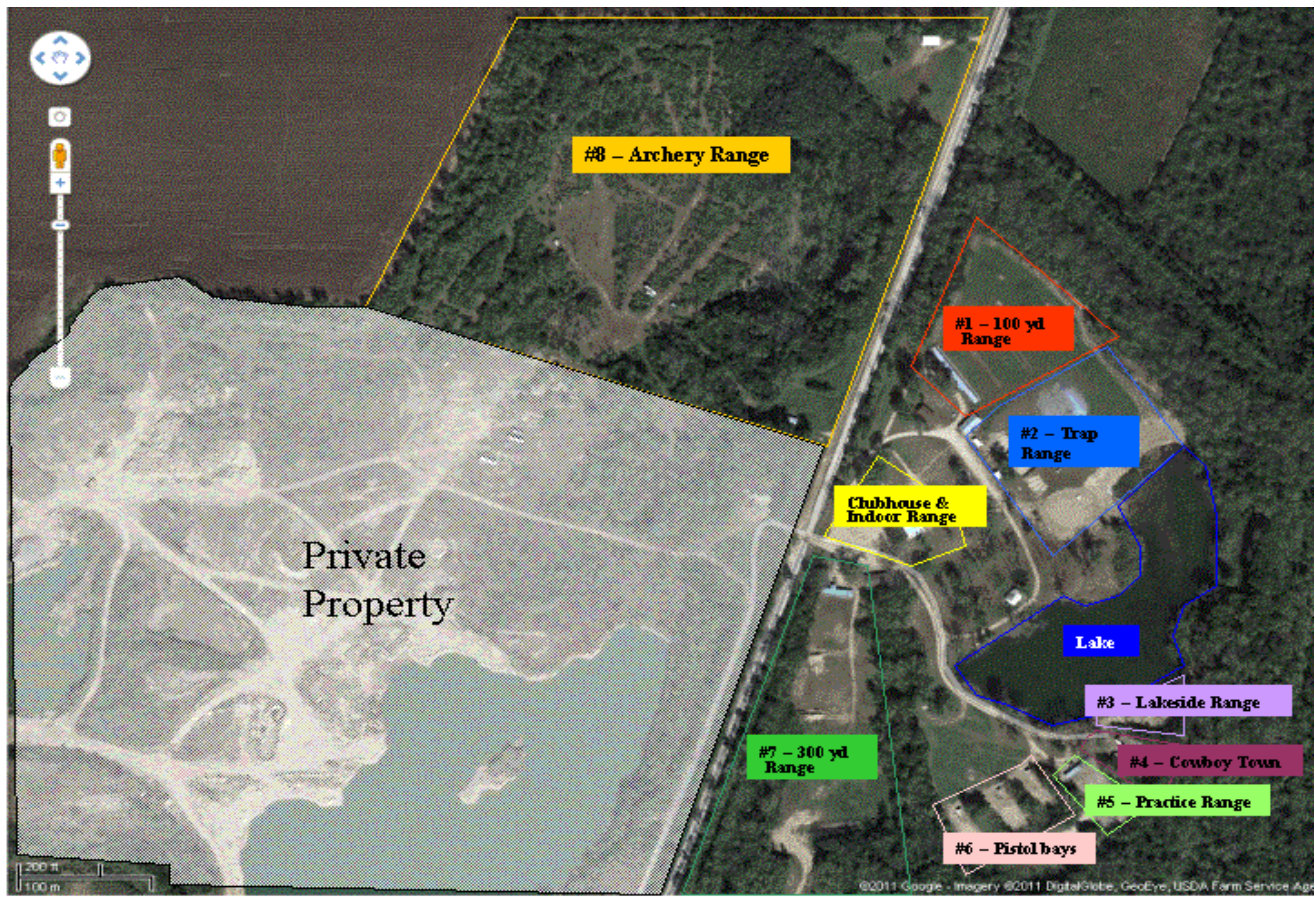 #8 – Archery Range
#1 – 100 yd
Range
#2 – Trap
Range
Clubhouse &
Indoor Range
Private
Property
Lake
#3 – Lakeside Range
#7 – 300 yd
Range
#4 – Cowboy Town
#5 – Practice Range
#6 – Pistol bays
200 ft
100 m
©2011 Google - Imagery ©2011 DigitalGlobe, GeoEye, USDA Farm Service Age